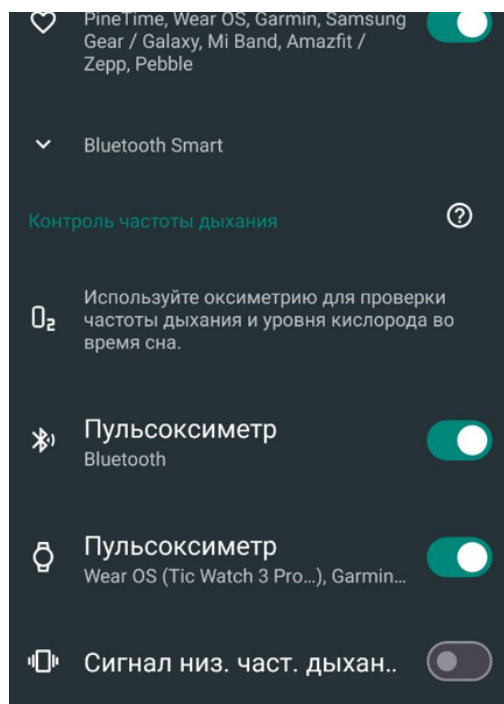 PineTime, Wear OS, Garmin, Samsung
Gear / Galaxy, Mi Band, Amazfit /
Zepp, Pebble
Bluetooth Smart
Контроль частоты дыхания
Используйте оксиметрию для проверки
частоты дыхания и уровня кислорода во
время сна.
Пульсоксиметр
Bluetooth
Пульсоксиметр
Wear OS (Tic Watch 3 Pro...), Garmin...
Сигнал низ. част. дыхан..